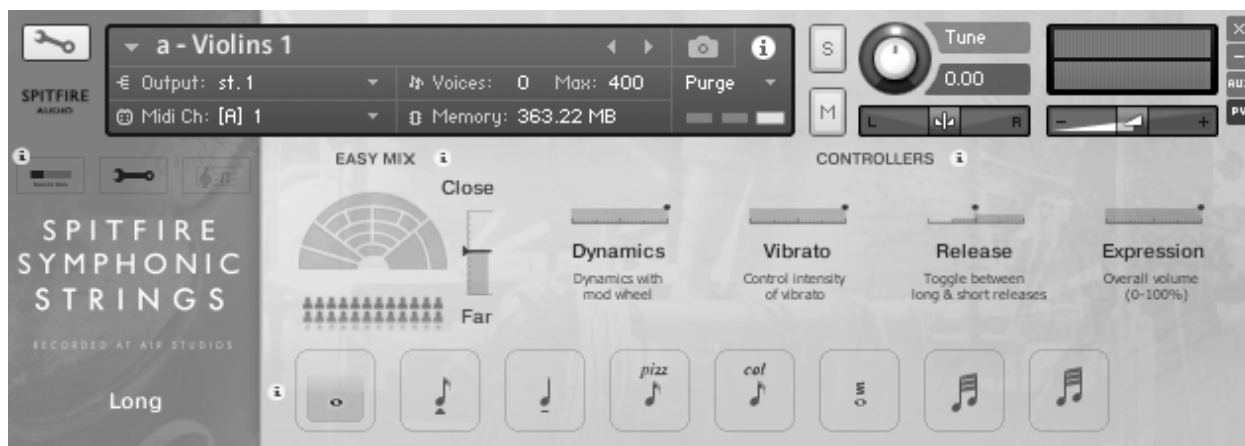 a - Violins 1
S
Tune
Output: st.1
Voices: 0 Max: 400
Purge
0.00
SPITFIRE
AUDIO
Midi Ch: [A] 1
Memory: 363.22 MB
M
L
R
-
+
AUX
PV
EASY MIX
CONTROLLERS
Close
SPITFIRE
SYMPHONIC
STRINGS
Dynamics
Vibrato
Release
Expression
Dynamics with
mod wheel
Control intensity
of vibrato
Toggle between
long & short releases
Overall volume
(0-100%)
Far
RECORDED AT AIR STUDIOS
pizz
col
Long